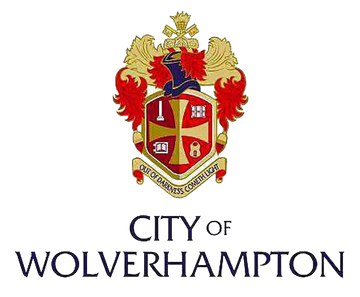 OUT OF DARKNESS COMETH LIGHT
CITY OF
WOLVERHAMPTON